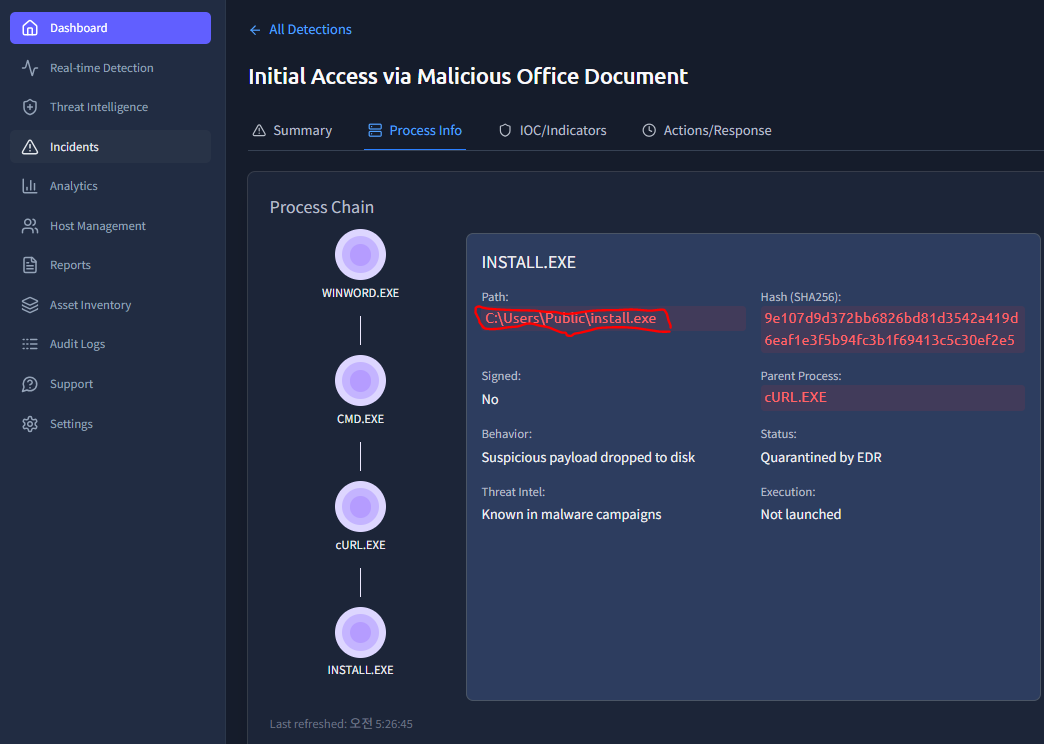 Dashboard
Real-time Detection
Threat Intelligence
Incidents
Analytics
Host Management
Reports
Asset Inventory
Audit Logs
Support
Settings
← All Detections
Initial Access via Malicious Office Document
Summary
Process Info
IOC/Indicators
Actions/Response
Process Chain
WINWORD.EXE
CMD.EXE
cURL.EXE
INSTALL.EXE
INSTALL.EXE
Path:
C:\Users\Public\install.exe
Hash (SHA256):
9e107d9d372bb6826bd81d3542a419d
6eaf1e3f5b94fc3b1f69413c5c30ef2e5
Signed:
No
Parent Process:
cURL.EXE
Behavior:
Suspicious payload dropped to disk
Status:
Quarantined by EDR
Threat Intel:
Known in malware campaigns
Execution:
Not launched
Last refreshed: 오전 5:26:45